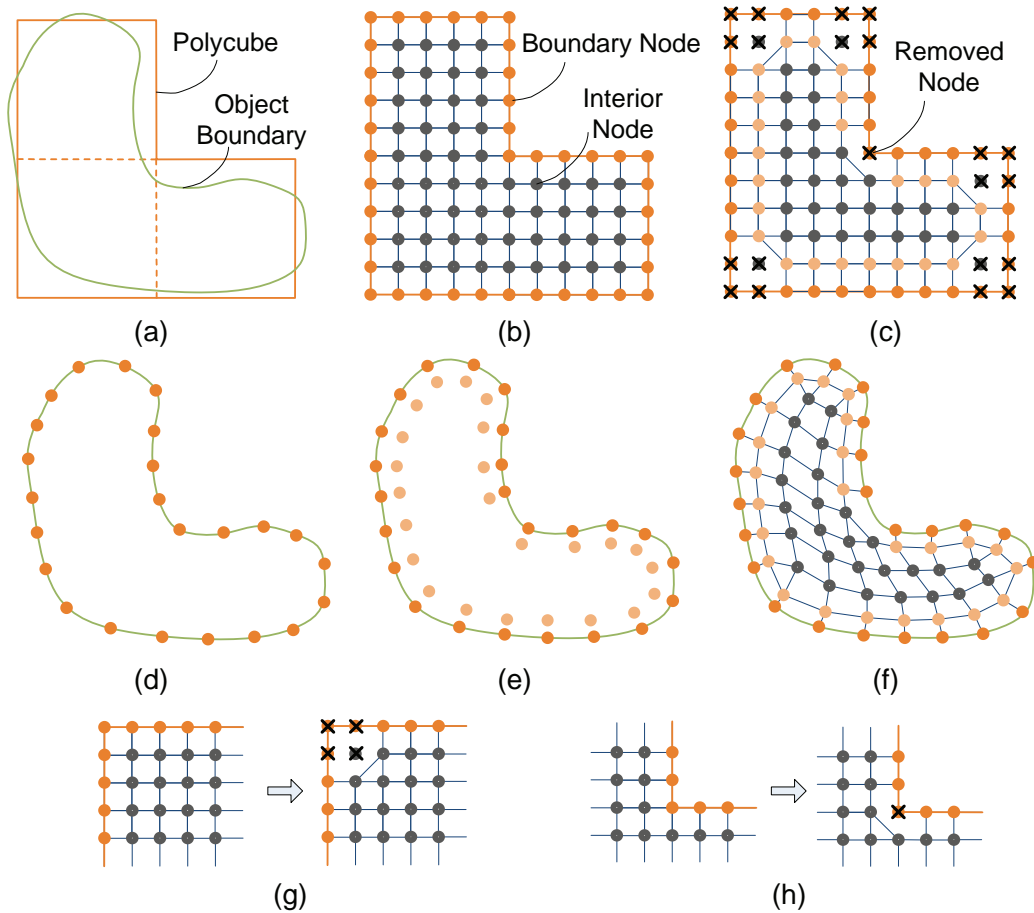 Polycube
Object
Boundary
(a)
Boundary Node
Interior
Node
(b)
Removed
Node
(c)
(d)
(e)
(f)
(g)
(h)